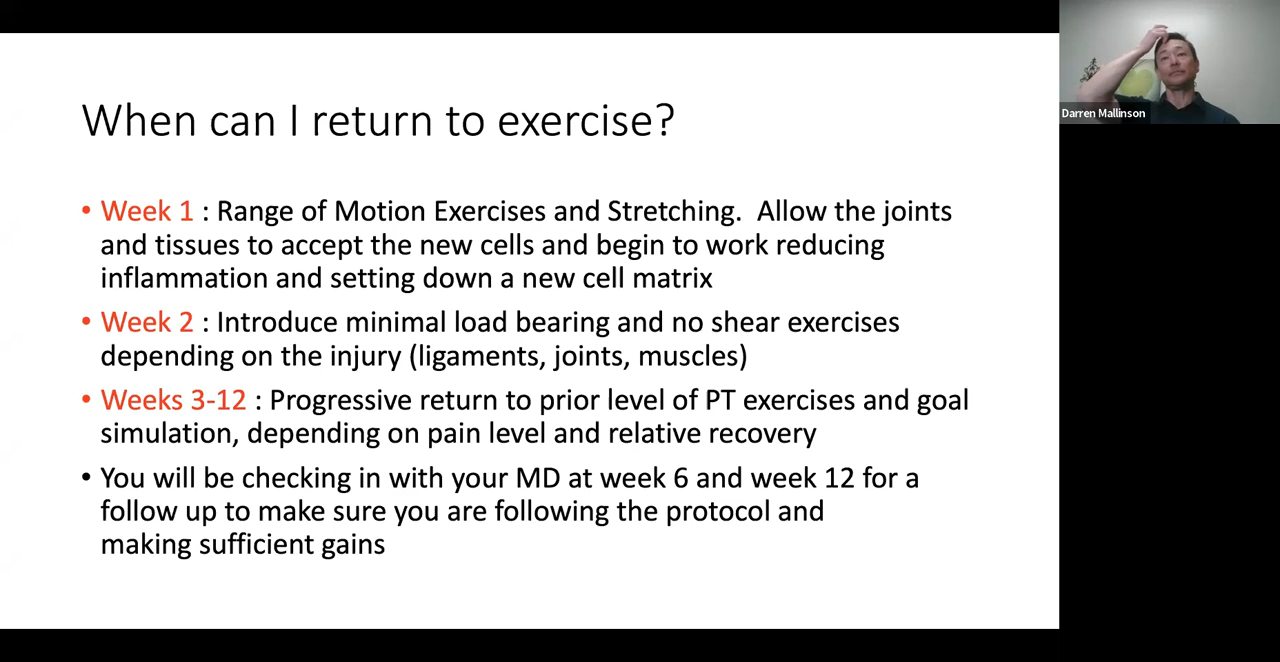 When can I return to exercise?
• Week 1 : Range of Motion Exercises and Stretching.  Allow the joints
and tissues to accept the new cells and begin to work reducing
inflammation and setting down a new cell matrix
• Week 2 : Introduce minimal load bearing and no shear exercises
depending on the injury (ligaments, joints, muscles)
• Weeks 3-12 : Progressive return to prior level of PT exercises and goal
simulation, depending on pain level and relative recovery
• You will be checking in with your MD at week 6 and week 12 for a
follow up to make sure you are following the protocol and
making sufficient gains
Darren Mallinson